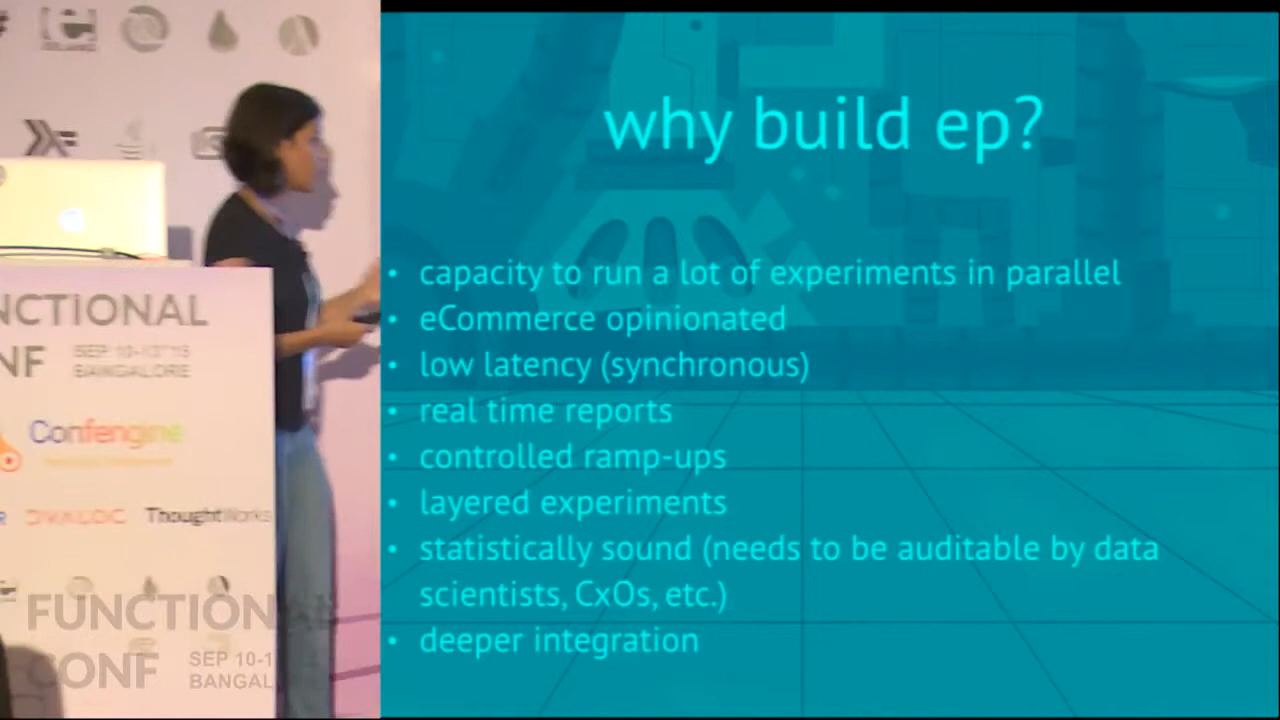 why build ep?
• capacity to run a lot of experiments in parallel
• eCommerce opinionated
• low latency (synchronous)
• real time reports
• controlled ramp-ups
• layered experiments
• statistically sound (needs to be auditable by data
scientists, CxOs, etc.)
• deeper integration
NCTIONAL
NF SEP 10-13'15
BANGALORE
Confengine
ThoughtWorks
FUNCTIONAL
CONF SEP 10-1
BANGAL